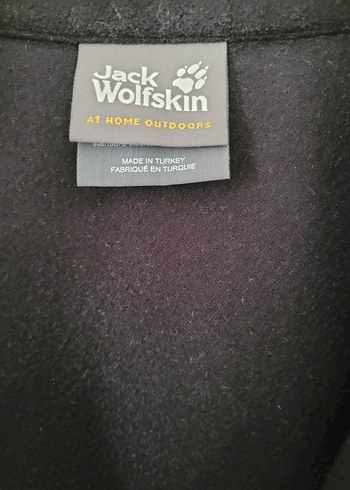 Jack
Wolfskin
AT HOME OUTDOORS
MADE IN TURKEY
FABRIQUÉ EN TURQUIE